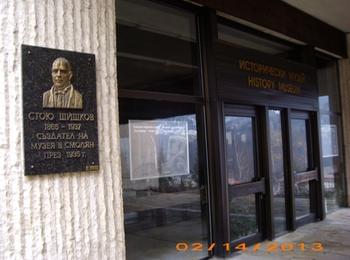 СТОЮ ШИШКОВ
1865 - 1937
СЪЗДАТЕЛ НА
МУЗЕЯ В СМОЛЯН
ПРЕЗ 1935 г.
ИСТОРИЧЕСКИ МУЗЕЙ
HISTORY MUSEUM
02/14/2013